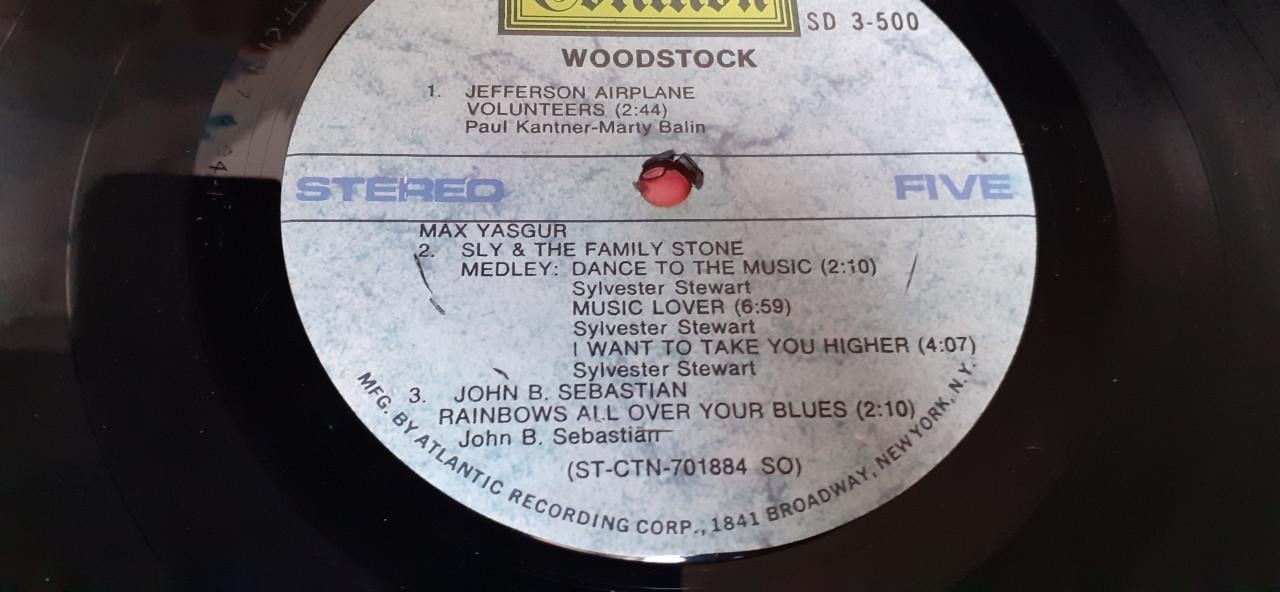 Cotillion
SD 3-500
WOODSTOCK
1. JEFFERSON AIRPLANE
VOLUNTEERS (2:44)
Paul Kantner-Marty Balin
STEREO
FIVE
MAX YASGUR
2. SLY & THE FAMILY STONE
MEDLEY: DANCE TO THE MUSIC (2:10)
Sylvester Stewart
MUSIC LOVER (6:59)
Sylvester Stewart
I WANT TO TAKE YOU HIGHER (4:07)
Sylvester Stewart
3. JOHN B. SEBASTIAN
RAINBOWS ALL OVER YOUR BLUES (2:10)
John B. Sebastian
(ST-CTN-701884 SO)
MFG. BY ATLANTIC RECORDING CORP., 1841 BROADWAY, NEW YORK, N.Y.